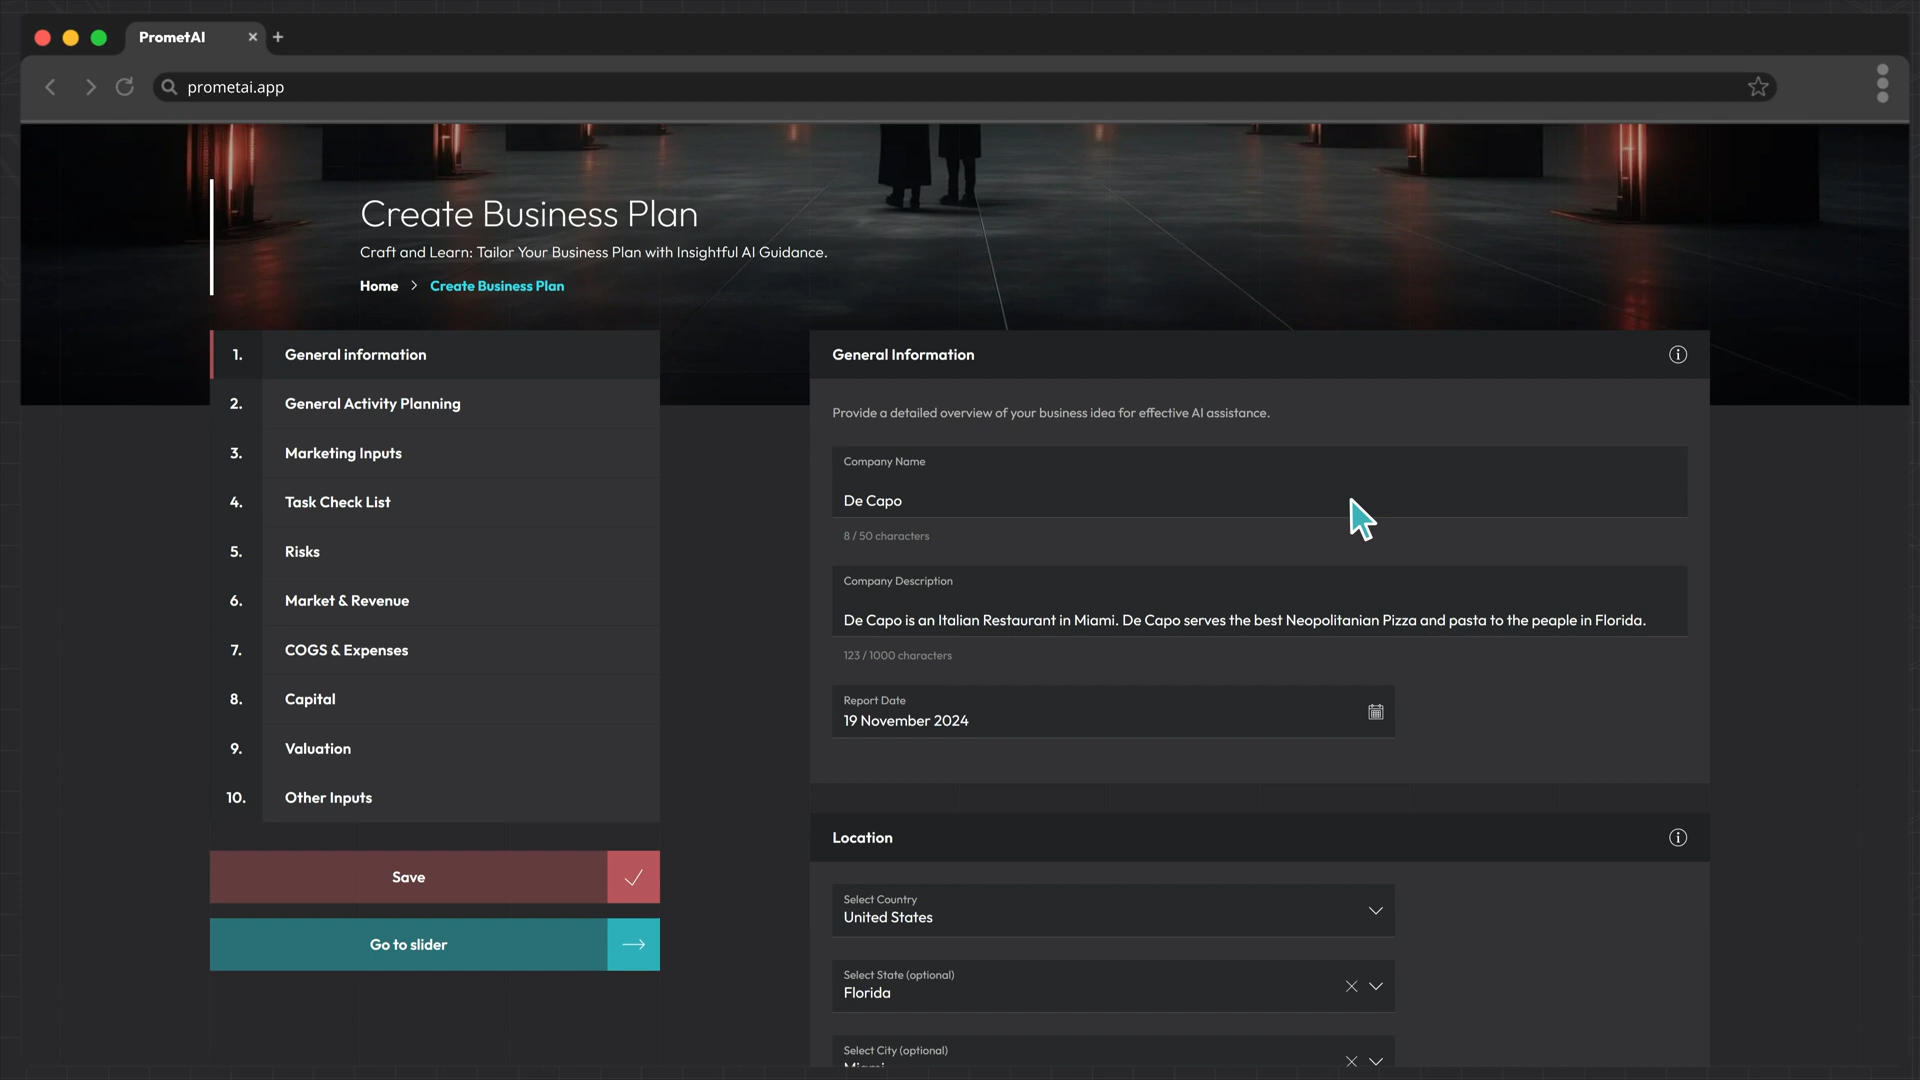 PrometAI
prometai.app
Create Business Plan
Craft and Learn: Tailor Your Business Plan with Insightful AI Guidance.
Home > Create Business Plan
1. General information
2. General Activity Planning
3. Marketing Inputs
4. Task Check List
5. Risks
6. Market & Revenue
7. COGS & Expenses
8. Capital
9. Valuation
10. Other Inputs
Save
Go to slider
General Information
Provide a detailed overview of your business idea for effective AI assistance.
Company Name
De Capo
8 / 50 characters
Company Description
De Capo is an Italian Restaurant in Miami. De Capo serves the best Neopolitanian Pizza and pasta to the peaple in Florida.
123 / 1000 characters
Report Date
19 November 2024
Location
Select Country
United States
Select State (optional)
Florida
Select City (optional)
Miami